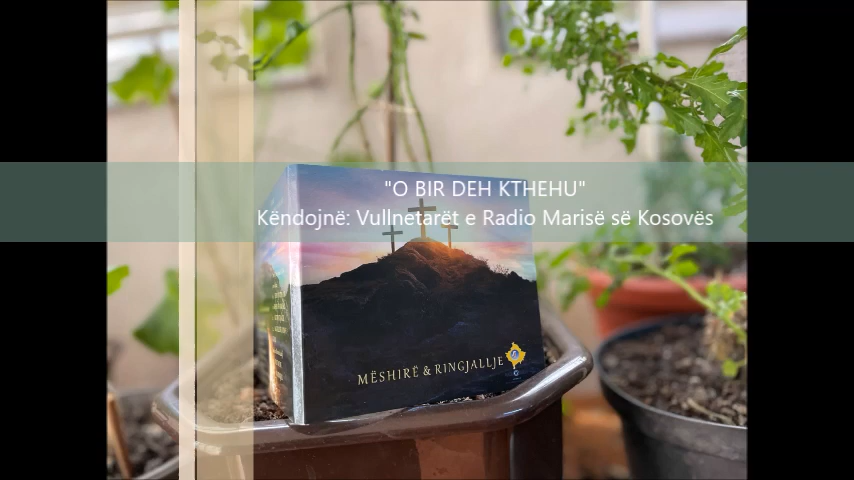 "O BIR DEH KTHEHU"
Këndojnë: Vullnetarët e Radio Marisë së Kosovës
MËSHIRË & RINGJALLJE